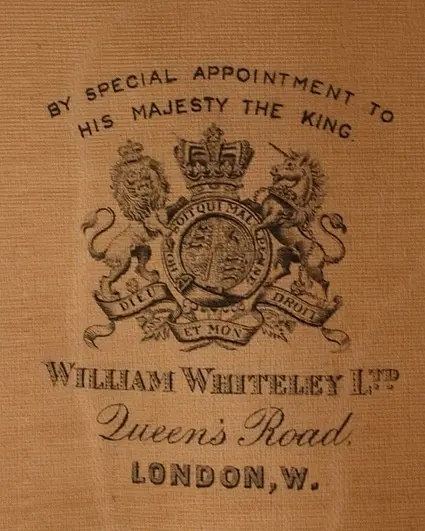 BY SPECIAL APPOINTMENT TO
HIS MAJESTY THE KING.
HONI SOIT QUI MAL Y PENSE
DIEU ET MON DROIT
WILLIAM WHITELEY LTD
Queen's Road,
LONDON, W.